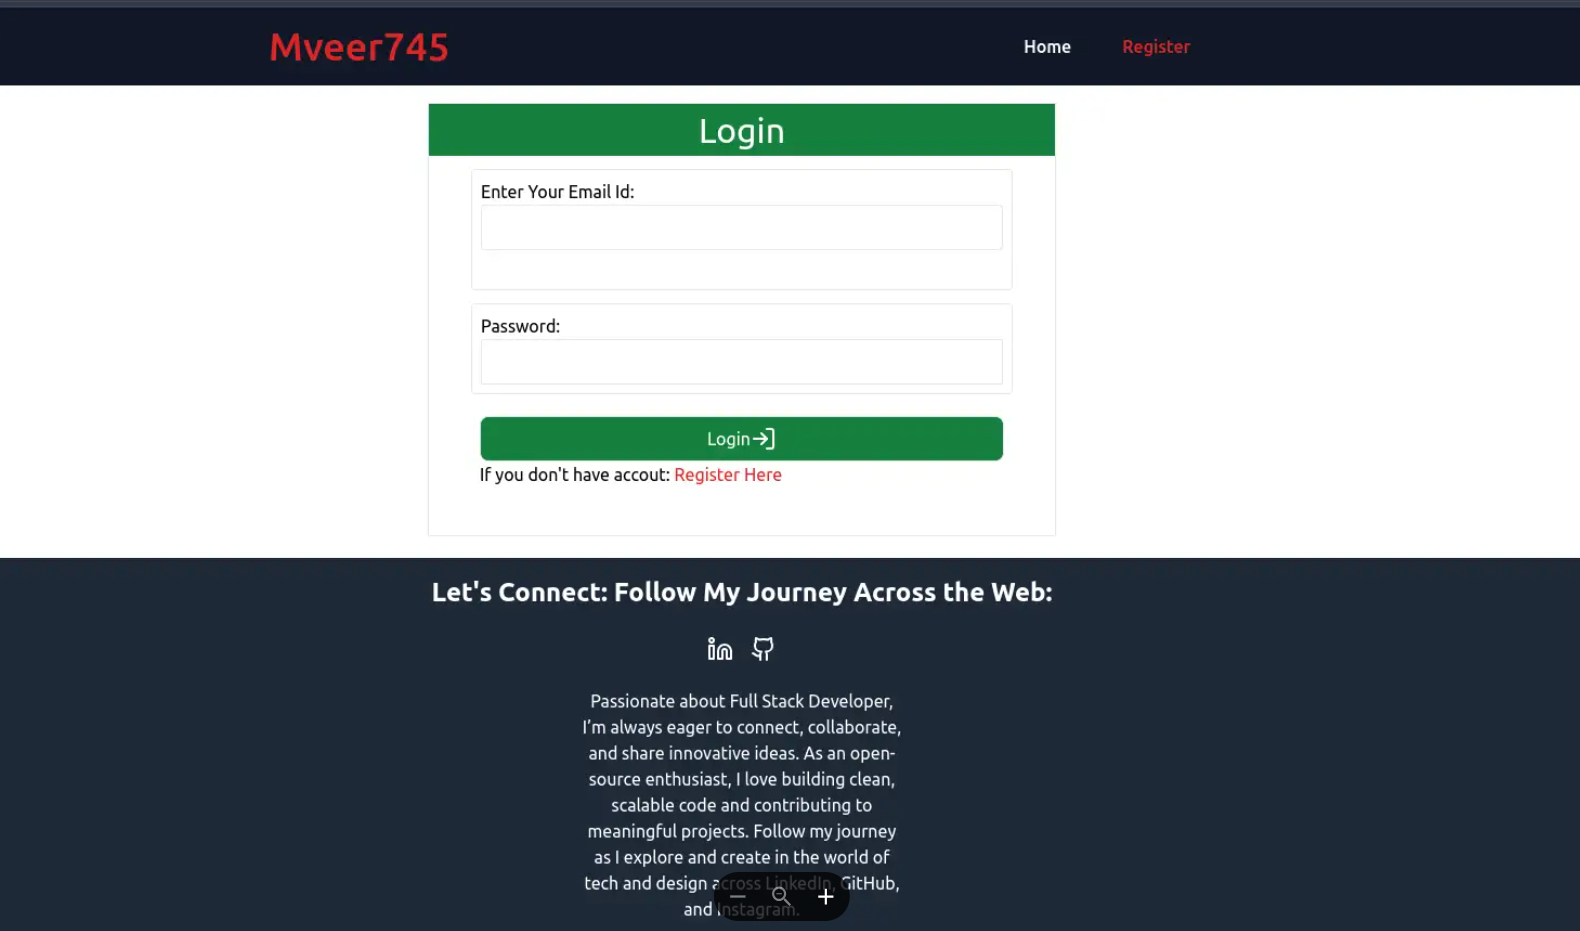 Mveer745
Home
Register
Login
Enter Your Email Id:
Password:
Login
If you don't have accout: Register Here
Let's Connect: Follow My Journey Across the Web:
Passionate about Full Stack Developer,
I'm always eager to connect, collaborate,
and share innovative ideas. As an open-
source enthusiast, I love building clean,
scalable code and contributing to
meaningful projects. Follow my journey
as I explore and create in the world of
tech and design across LinkedIn, GitHub,
and Instagram.